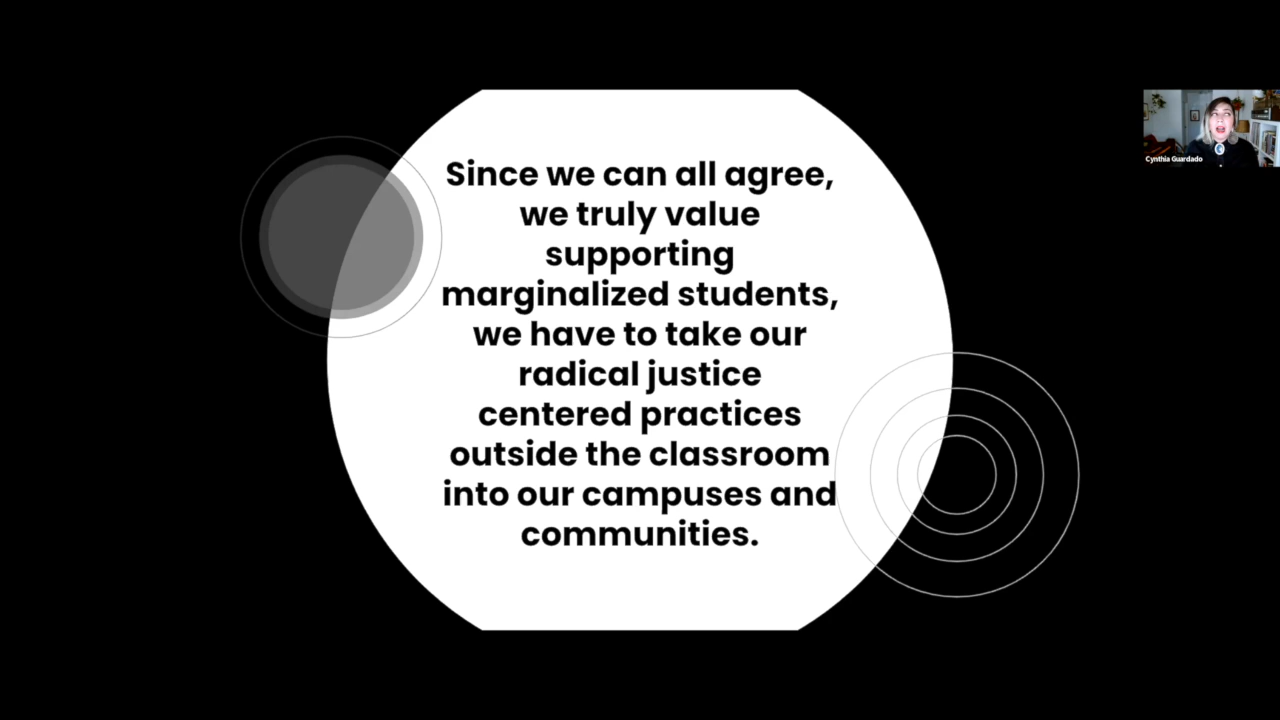 Since we can all agree,
we truly value
supporting
marginalized students,
we have to take our
radical justice
centered practices
outside the classroom
into our campuses and
communities.
Cynthia Guardado